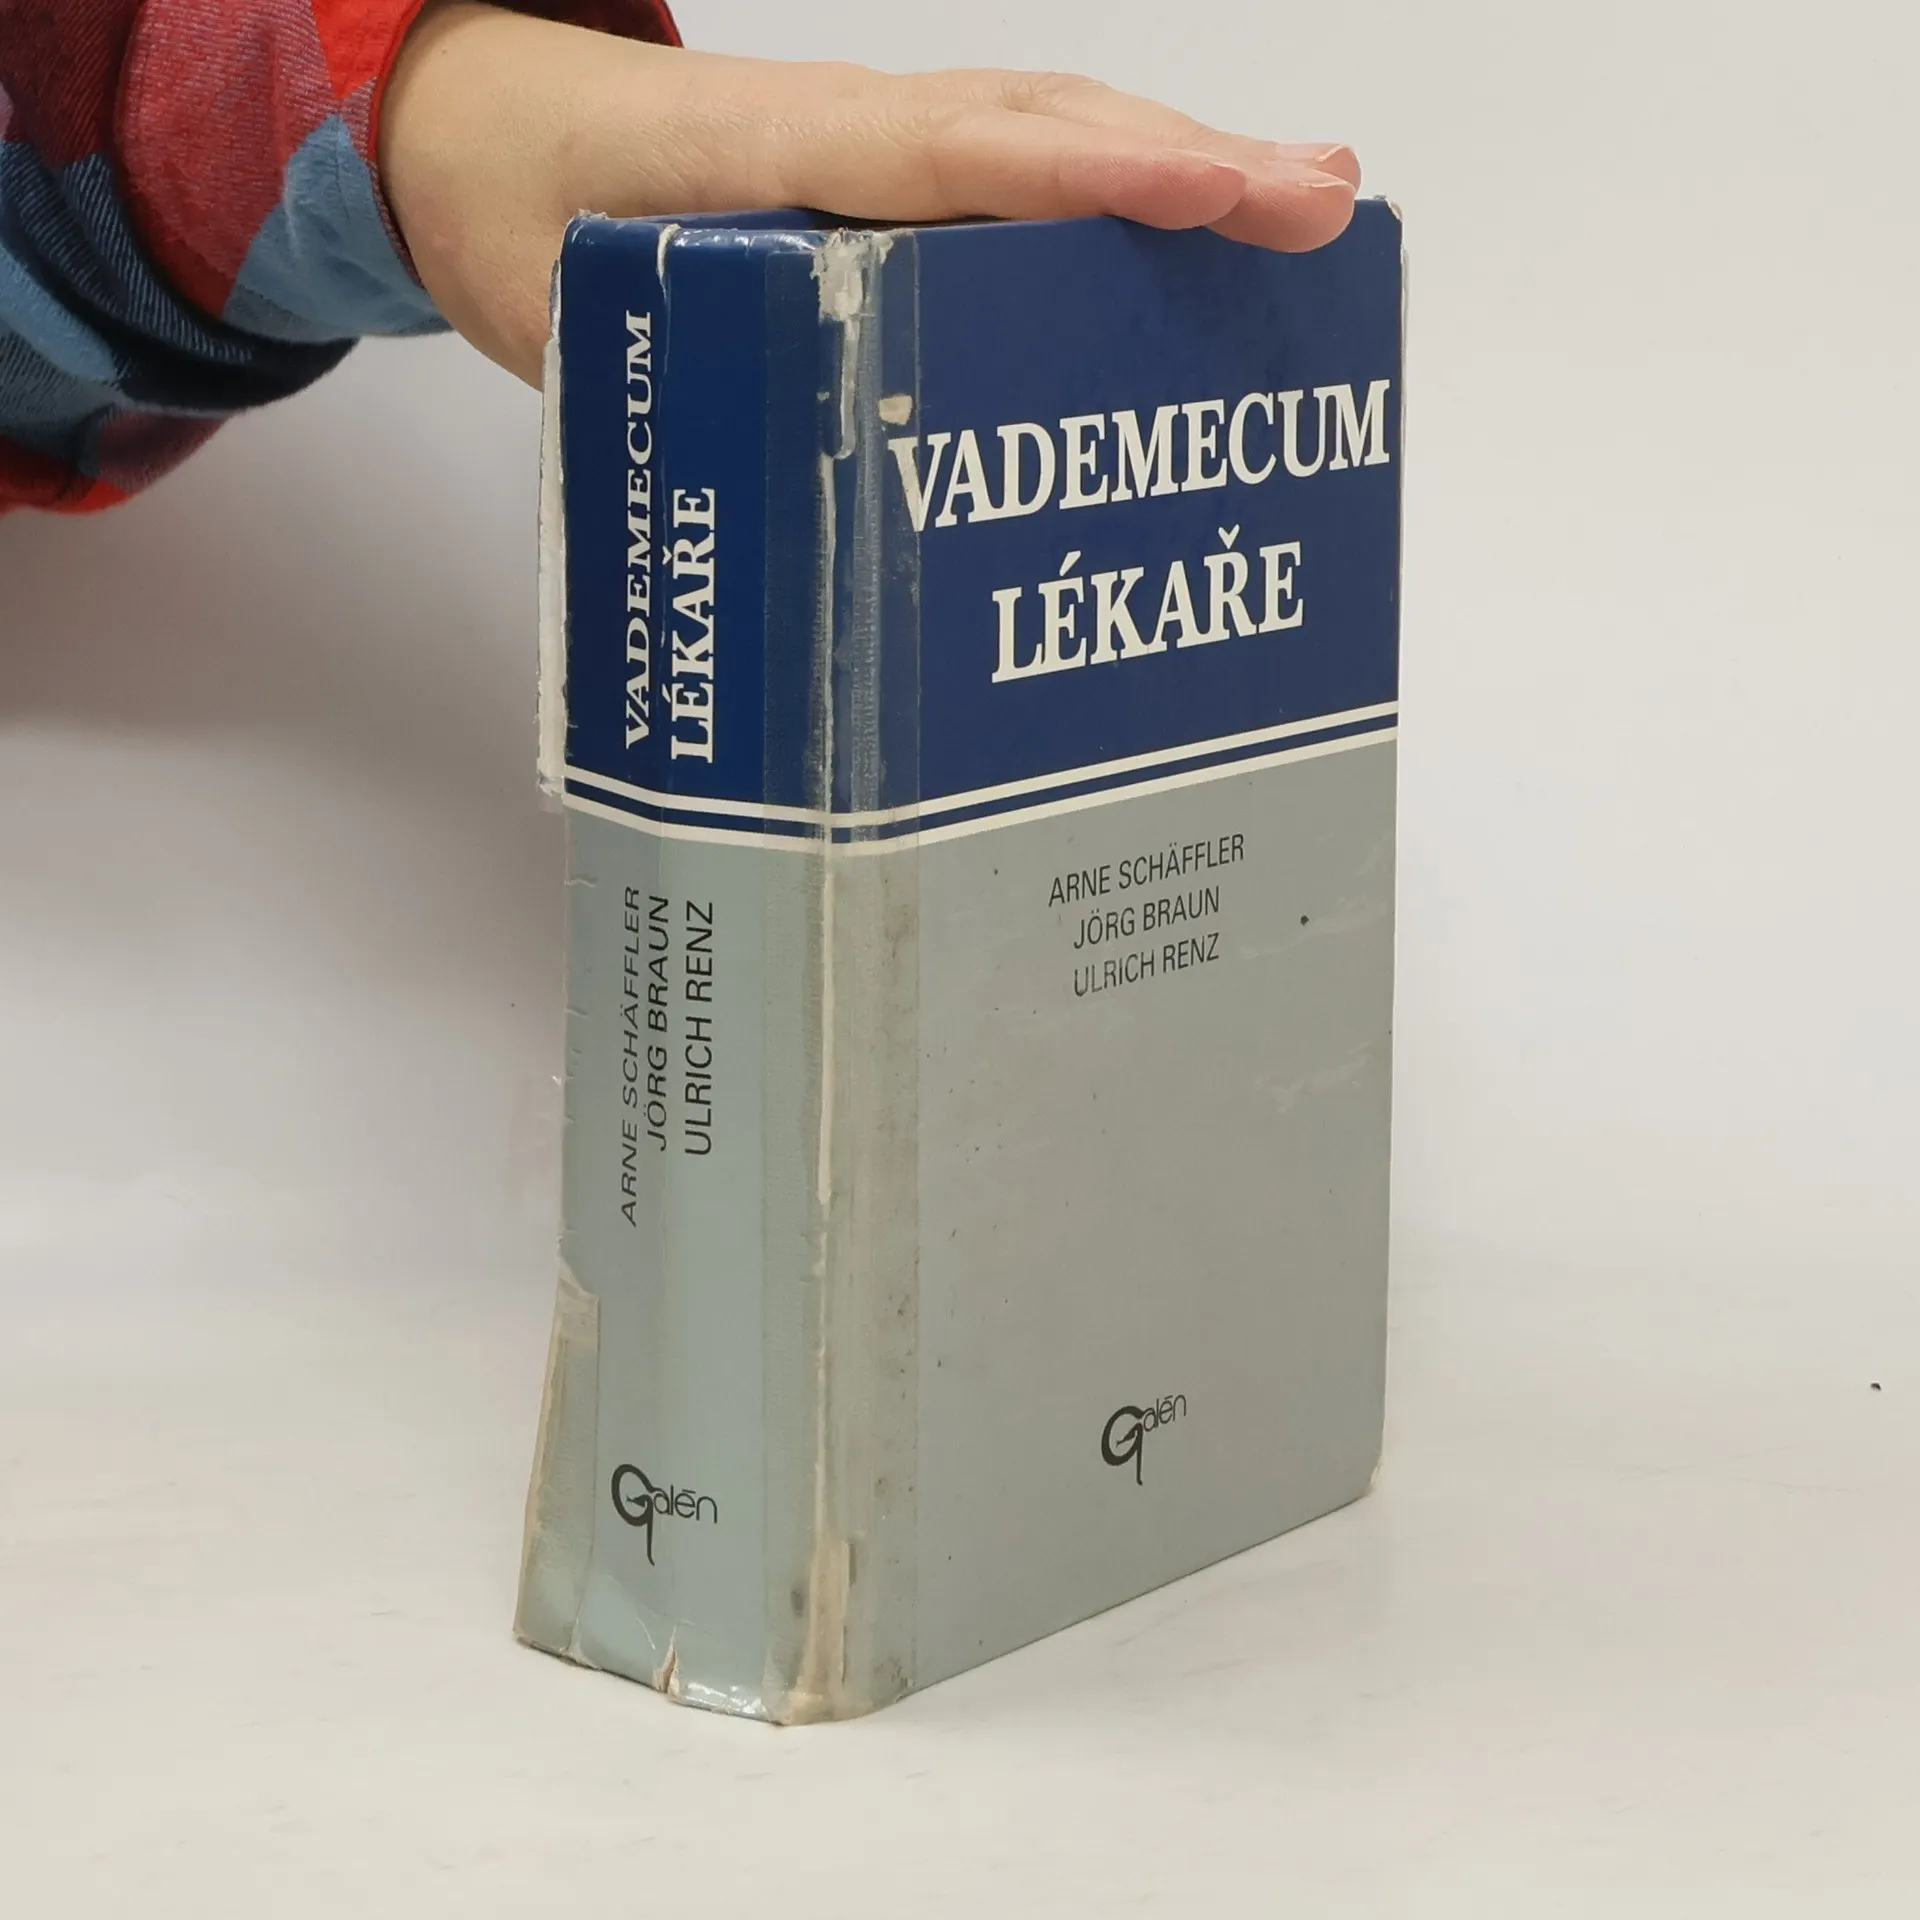 VADEMECUM
LÉKAŘE
ARNE SCHÄFFLER
JÖRG BRAUN
ULRICH RENZ
Galén
VADEMECUM
LÉKAŘE
ARNE SCHÄFFLER
JÖRG BRAUN
ULRICH RENZ
Galén